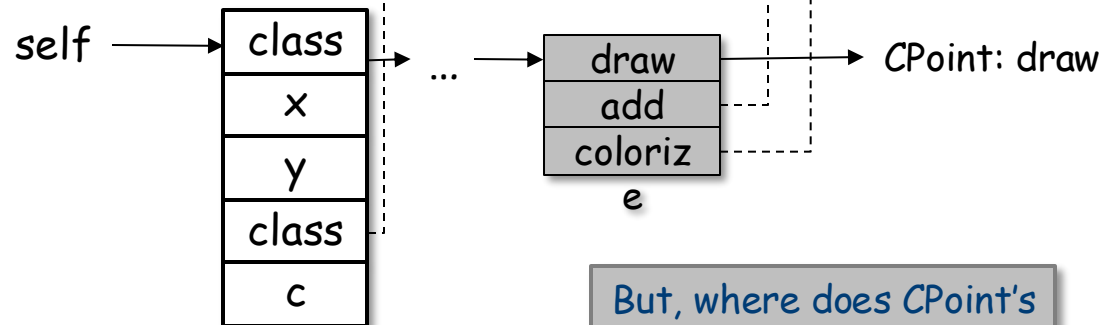 self
class
x
y
class
c
...
draw
add
coloriz
e
CPoint: draw
But, where does CPoint's